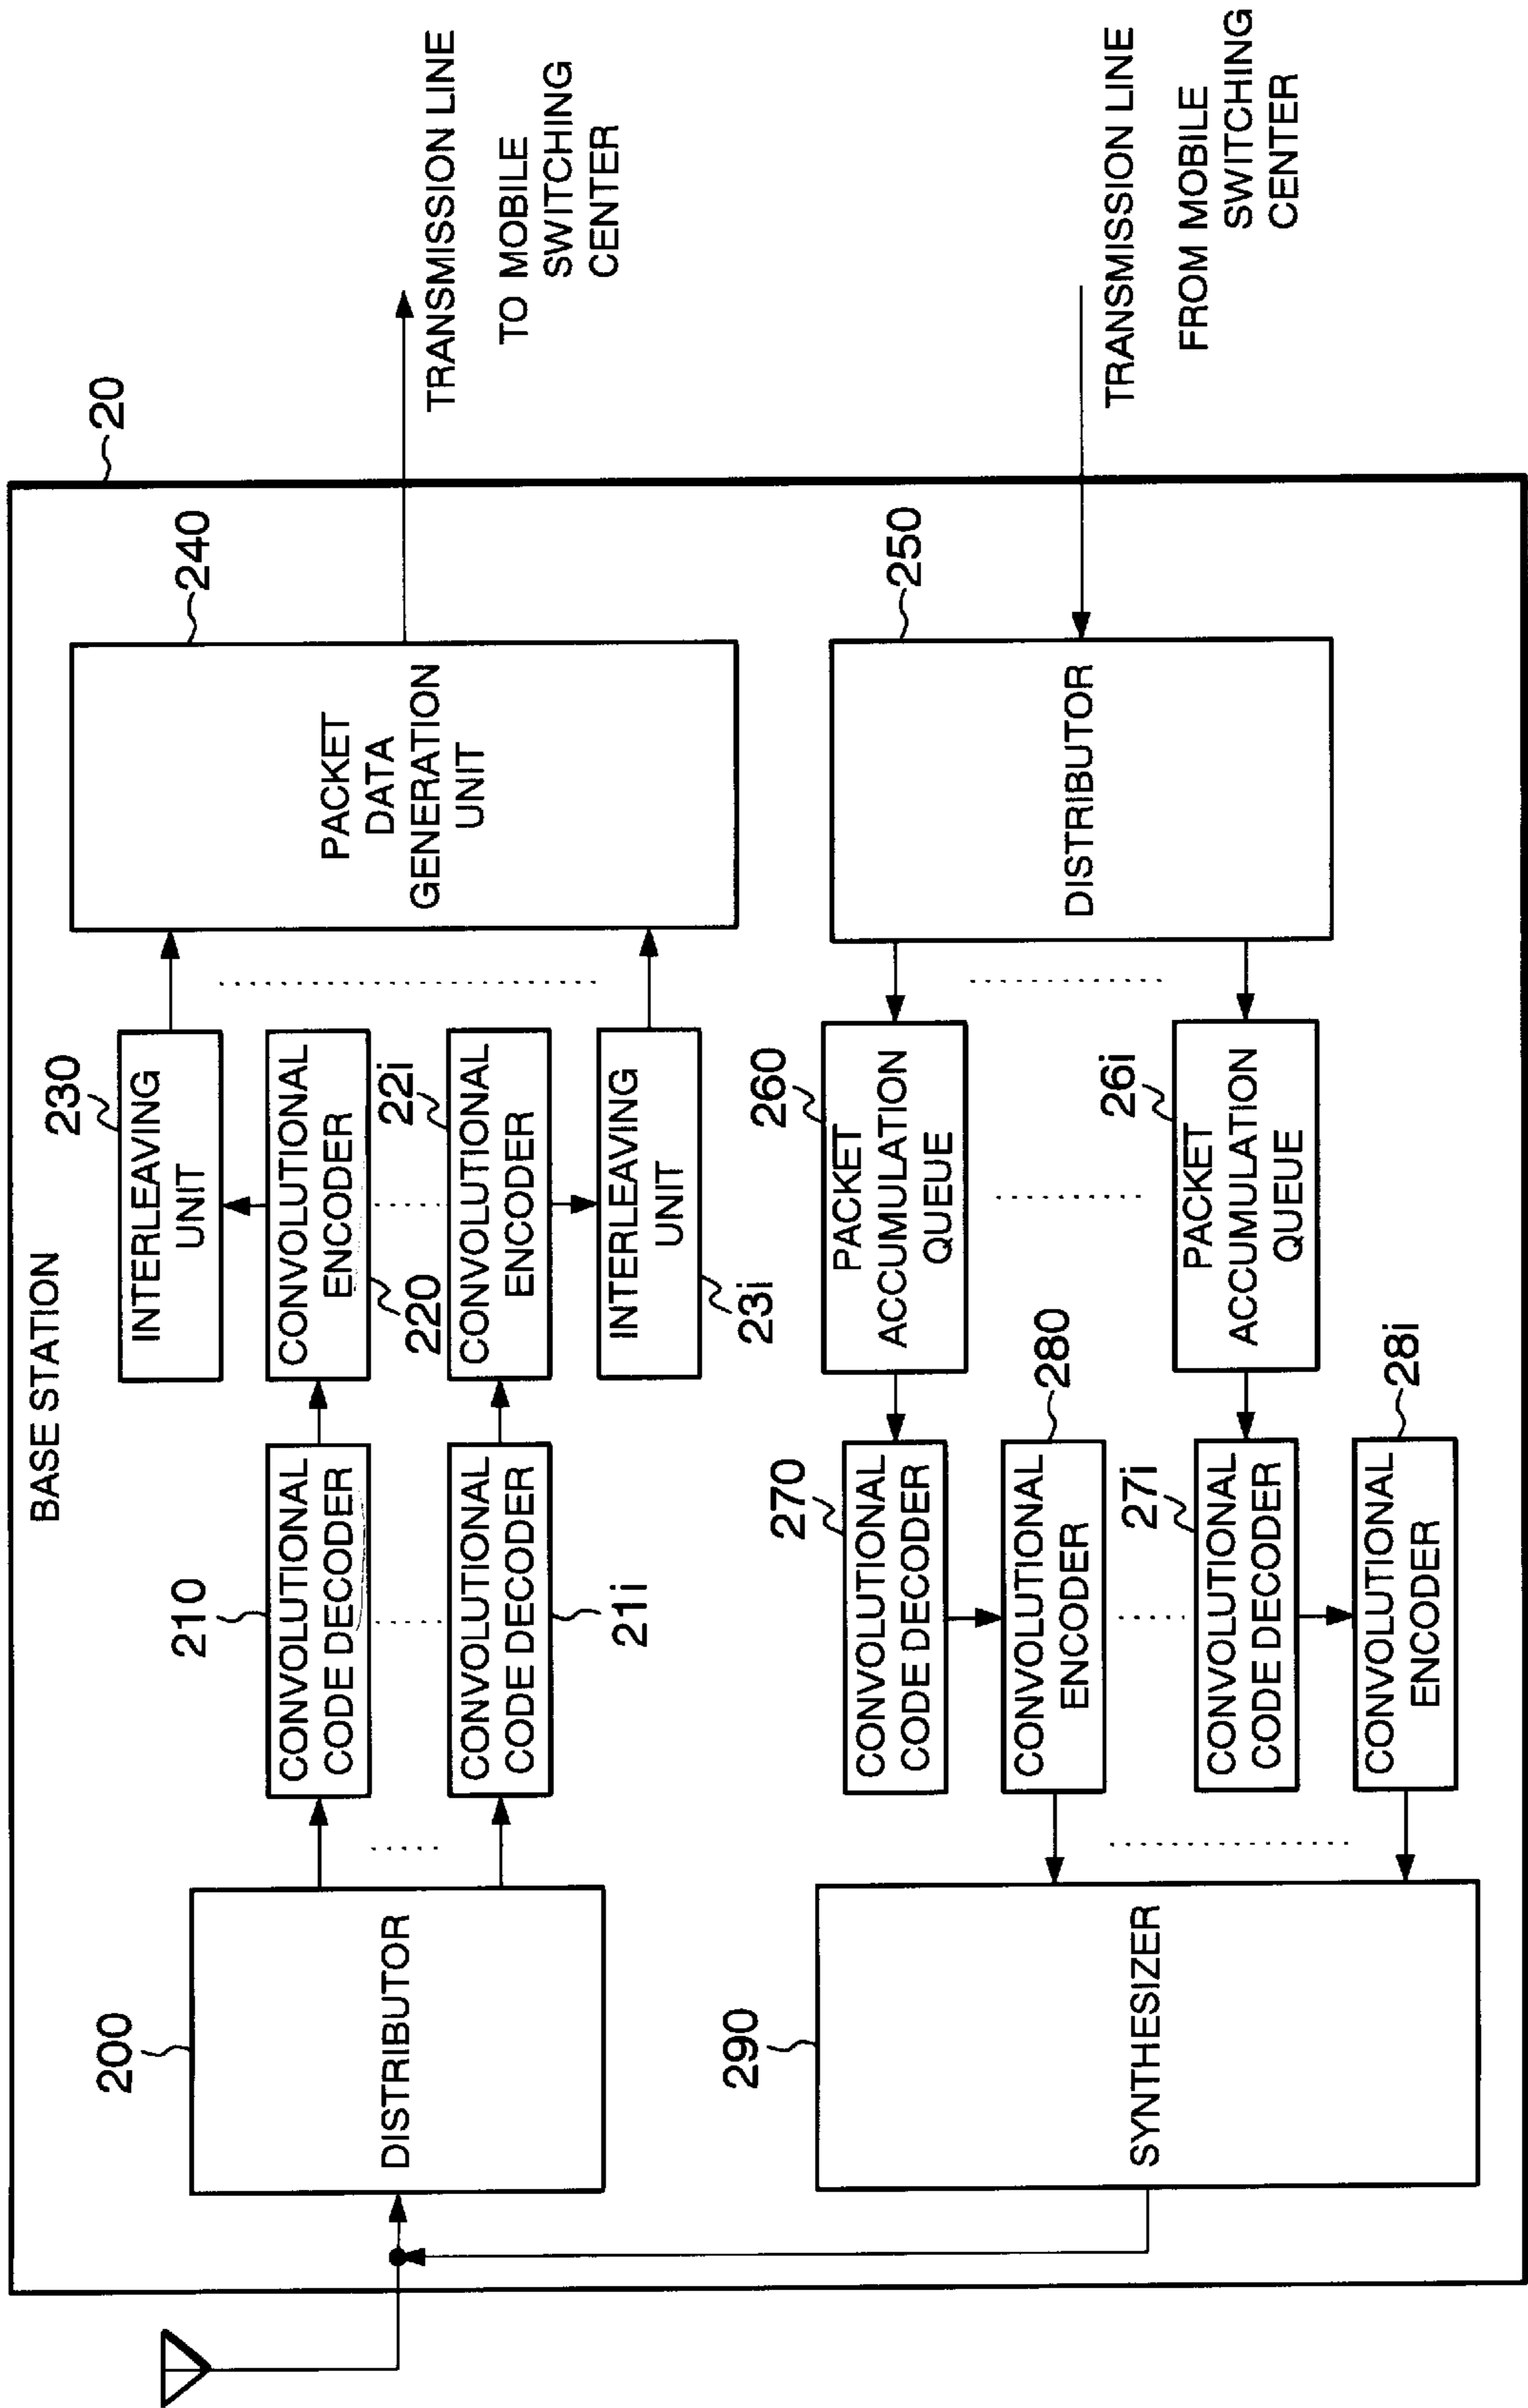 BASE STATION
20
200
DISTRIBUTOR
210
CONVOLUTIONAL
CODE DECODER
CONVOLUTIONAL
CODE DECODER
21i
230
INTERLEAVING
UNIT
CONVOLUTIONAL
ENCODER
220
22i
CONVOLUTIONAL
ENCODER
INTERLEAVING
UNIT
23i
240
PACKET
DATA
GENERATION
UNIT
TRANSMISSION LINE
TO MOBILE
SWITCHING
CENTER
290
SYNTHESIZER
270
CONVOLUTIONAL
CODE DECODER
280
CONVOLUTIONAL
ENCODER
27i
CONVOLUTIONAL
CODE DECODER
28i
CONVOLUTIONAL
ENCODER
260
PACKET
ACCUMULATION
QUEUE
26i
PACKET
ACCUMULATION
QUEUE
250
DISTRIBUTOR
TRANSMISSION LINE
FROM MOBILE
SWITCHING
CENTER